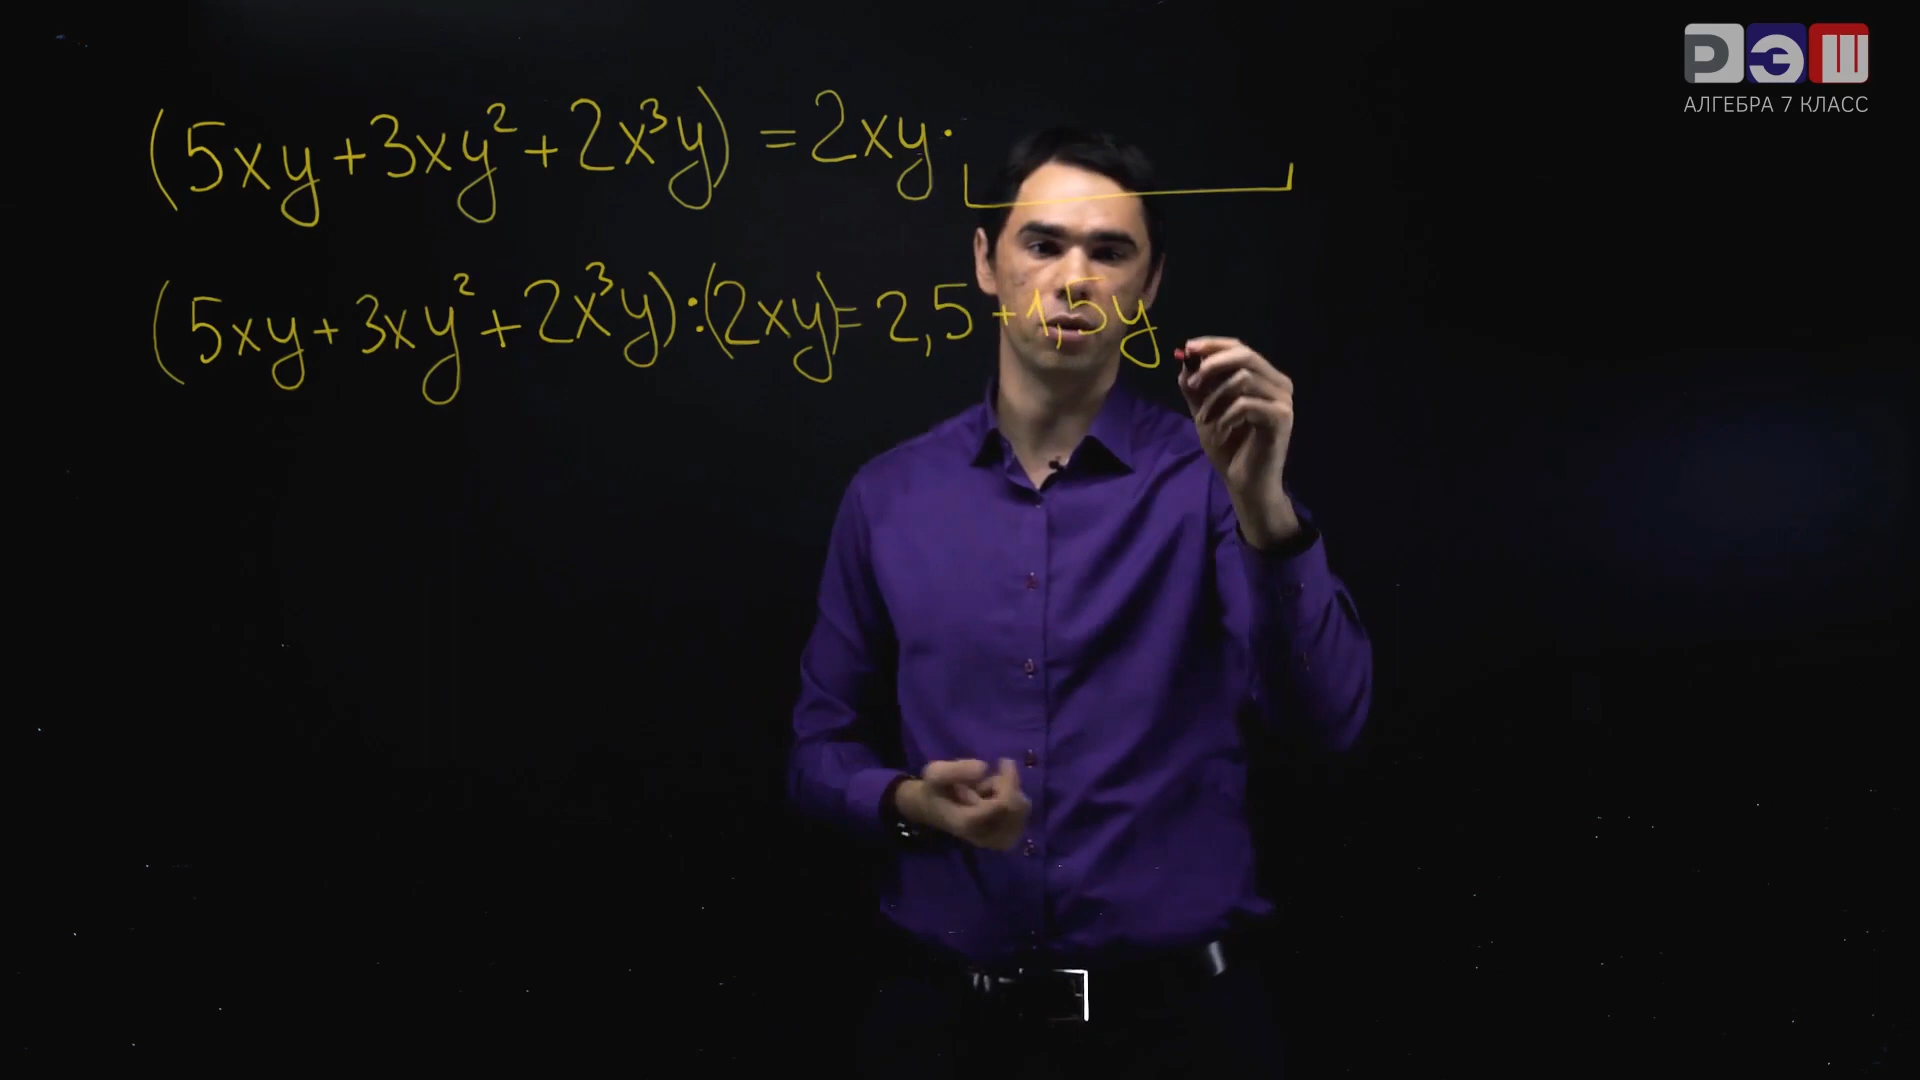 РЭШ
АЛГЕБРА 7 КЛАСС
(5xy+3xy²+2x³y) = 2xy·
(5xy+3xy²+2x³y):(2xy)= 2,5+1,5y